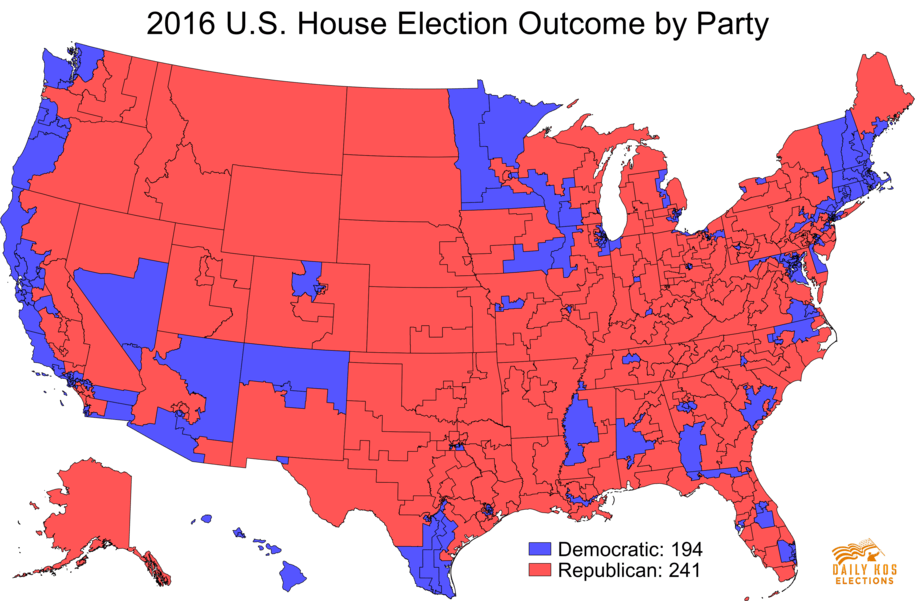 2016 U.S. House Election Outcome by Party
Democratic: 194
Republican: 241
DAILY KOS
ELECTIONS